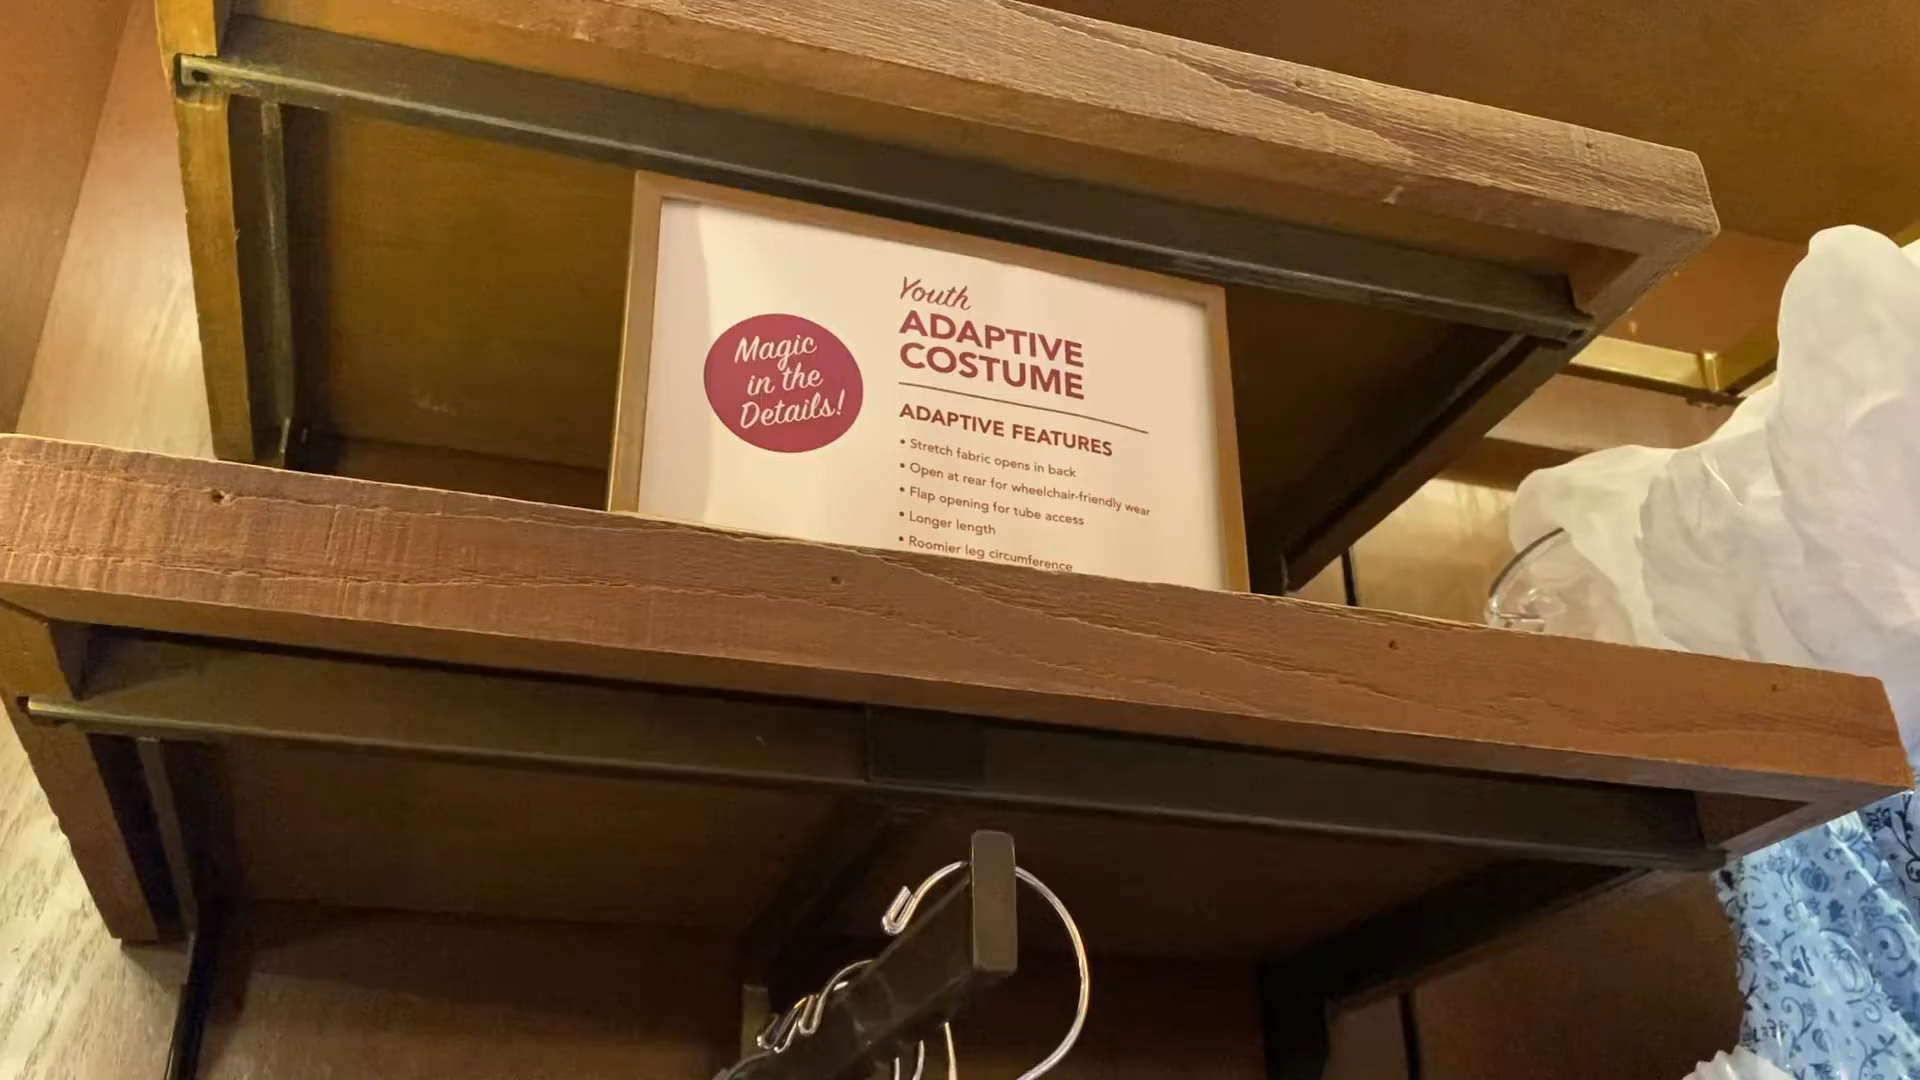 Magic
in the
Details!
Youth
ADAPTIVE
COSTUME
ADAPTIVE FEATURES
• Stretch fabric opens in back
• Open at rear for wheelchair-friendly wear
• Flap opening for tube access
• Longer length
• Roomier leg circumference